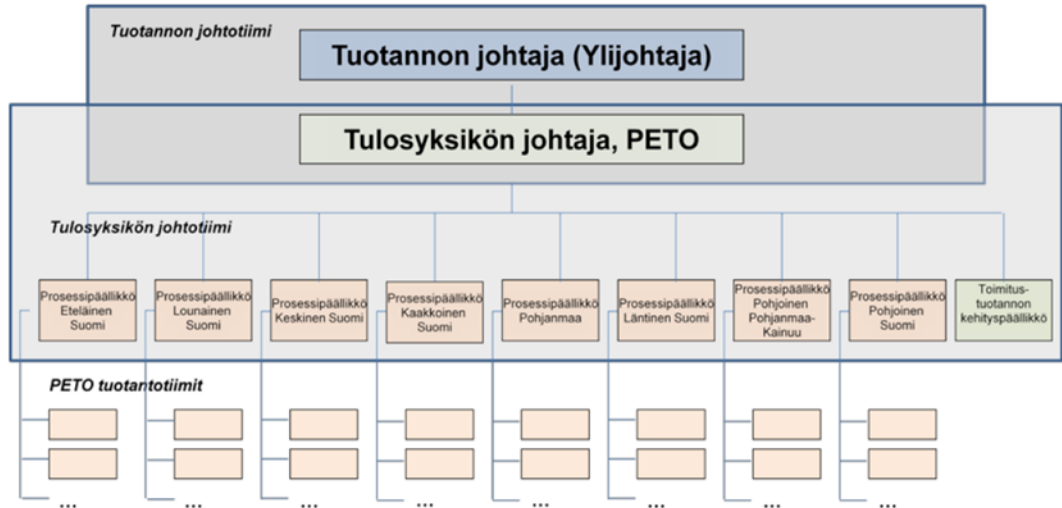 Tuotannon johtotiimi
Tuotannon johtaja (Ylijohtaja)
Tulosyksikön johtaja, PETO
Tulosyksikön johtotiimi
Prosessipäällikkö
Eteläinen
Suomi
Prosessipäällikkö
Lounainen
Suomi
Prosessipäällikkö
Keskinen Suomi
Prosessipäällikkö
Kaakkoinen
Suomi
Prosessipäällikkö
Pohjanmaa
Prosessipäällikkö
Läntinen Suomi
Prosessipäällikkö
Pohjoinen
Pohjanmaa-
Kainuu
Prosessipäällikkö
Pohjoinen
Suomi
Toimitus-
tuotannon
kehityspäällikkö
PETO tuotantotiimit
... ... ... ... ... ... ... ...